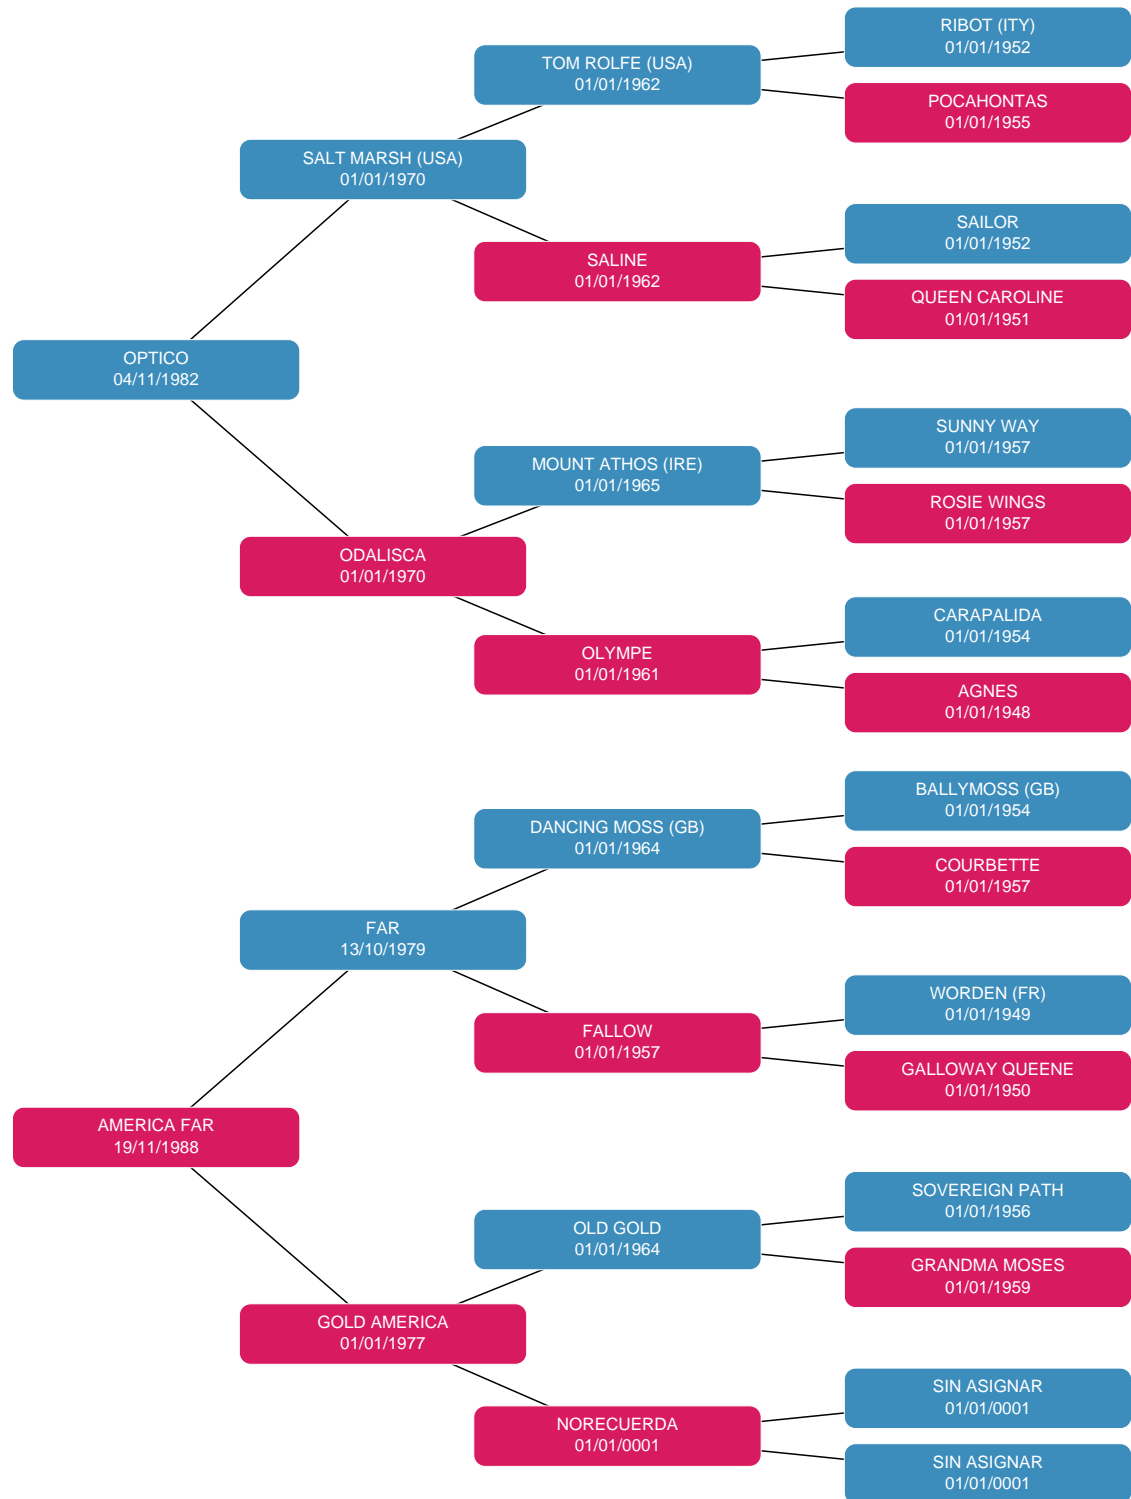 RIBOT (ITY)
01/01/1952
TOM ROLFE (USA)
01/01/1962
POCAHONTAS
01/01/1955
SALT MARSH (USA)
01/01/1970
SAILOR
01/01/1952
SALINE
01/01/1962
QUEEN CAROLINE
01/01/1951
OPTICO
04/11/1982
SUNNY WAY
01/01/1957
MOUNT ATHOS (IRE)
01/01/1965
ROSIE WINGS
01/01/1957
ODALISCA
01/01/1970
CARAPALIDA
01/01/1954
OLYMPE
01/01/1961
AGNES
01/01/1948
BALLYMOSS (GB)
01/01/1954
DANCING MOSS (GB)
01/01/1964
COURBETTE
01/01/1957
FAR
13/10/1979
WORDEN (FR)
01/01/1949
FALLOW
01/01/1957
GALLOWAY QUEENE
01/01/1950
AMERICA FAR
19/11/1988
SOVEREIGN PATH
01/01/1956
OLD GOLD
01/01/1964
GRANDMA MOSES
01/01/1959
GOLD AMERICA
01/01/1977
SIN ASIGNAR
01/01/0001
NORECUERDA
01/01/0001
SIN ASIGNAR
01/01/0001